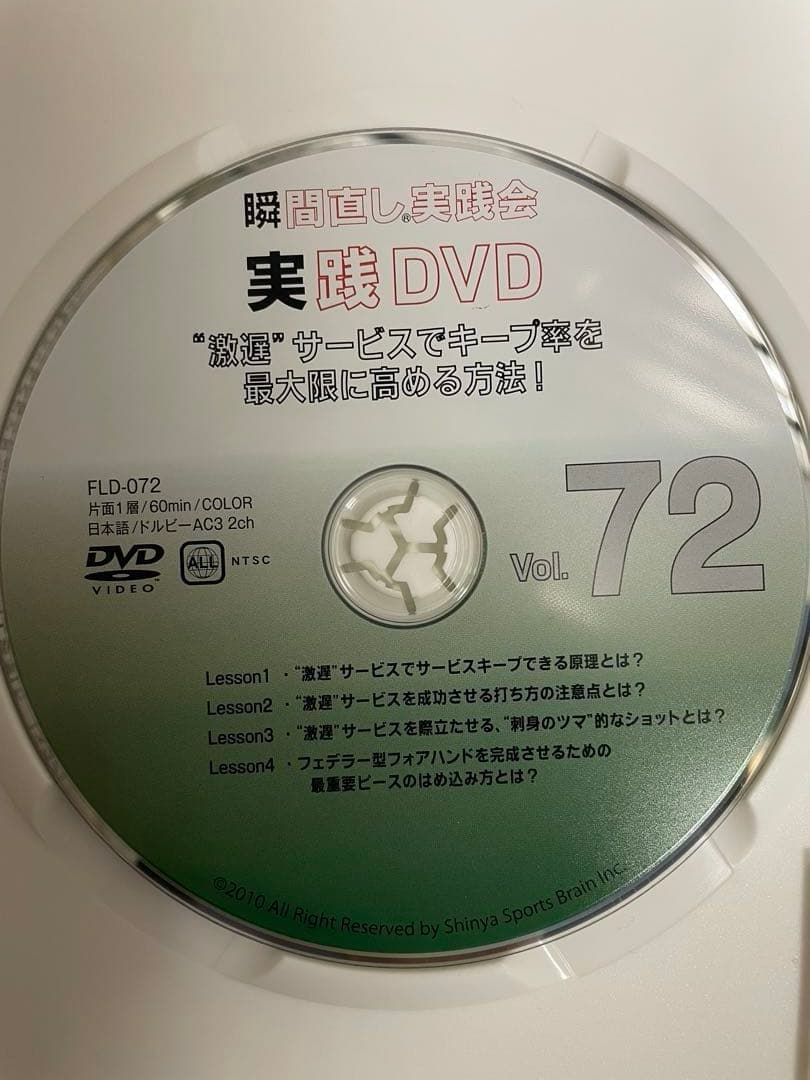 瞬間直し®実践会
実践DVD
“激遅”サービスでキープ率を
最大限に高める方法！
FLD-072
片面1層/60min/COLOR
日本語/ドルビーAC3 2ch
DVD
VIDEO
ALL
NTSC
Vol.72
Lesson1 ・“激遅”サービスでサービスキープできる原理とは？
Lesson2 ・“激遅”サービスを成功させる打ち方の注意点とは？
Lesson3 ・“激遅”サービスを際立たせる、“刺身のツマ”的なショットとは？
Lesson4 ・フェデラー型フォアハンドを完成させるための
最重要ピースのはめ込み方とは？
©2010 All Right Reserved by Shinya Sports Brain Inc.